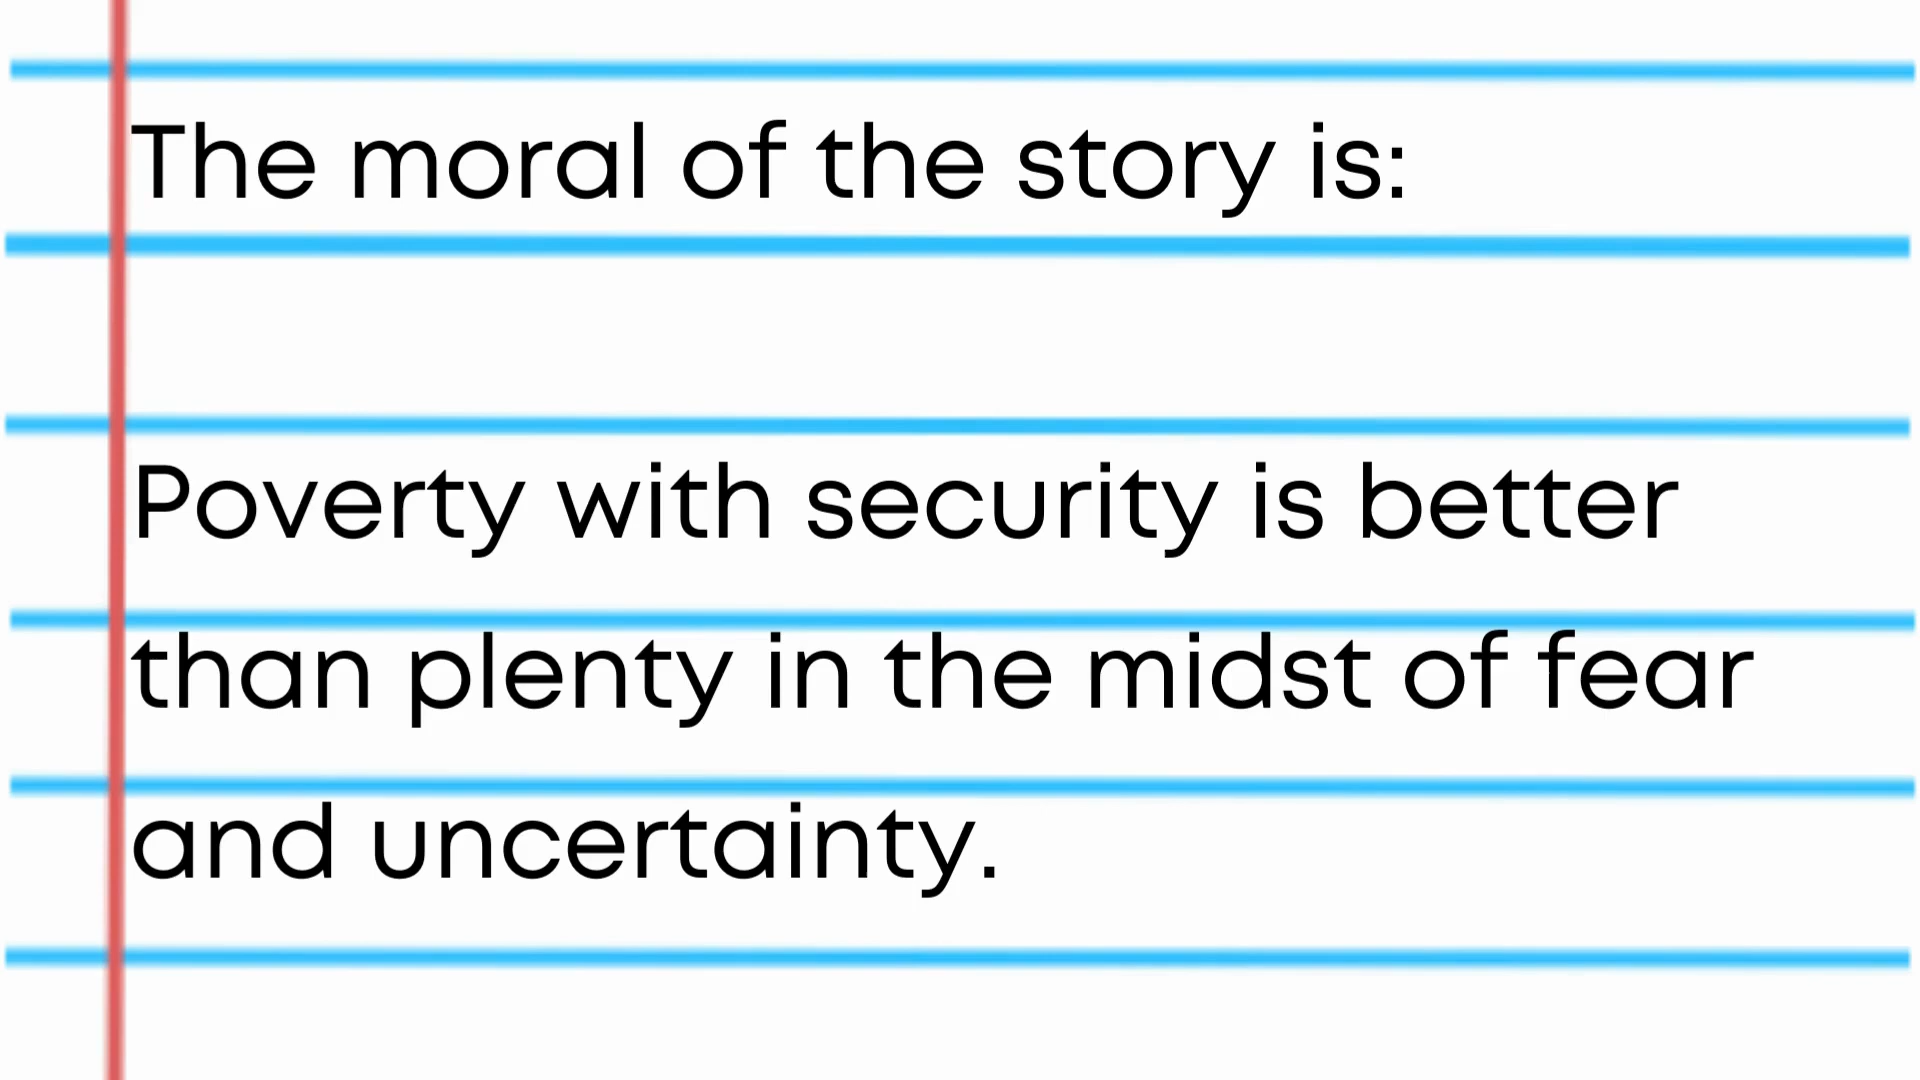 The moral of the story is:
Poverty with security is better
than plenty in the midst of fear
and uncertainty.